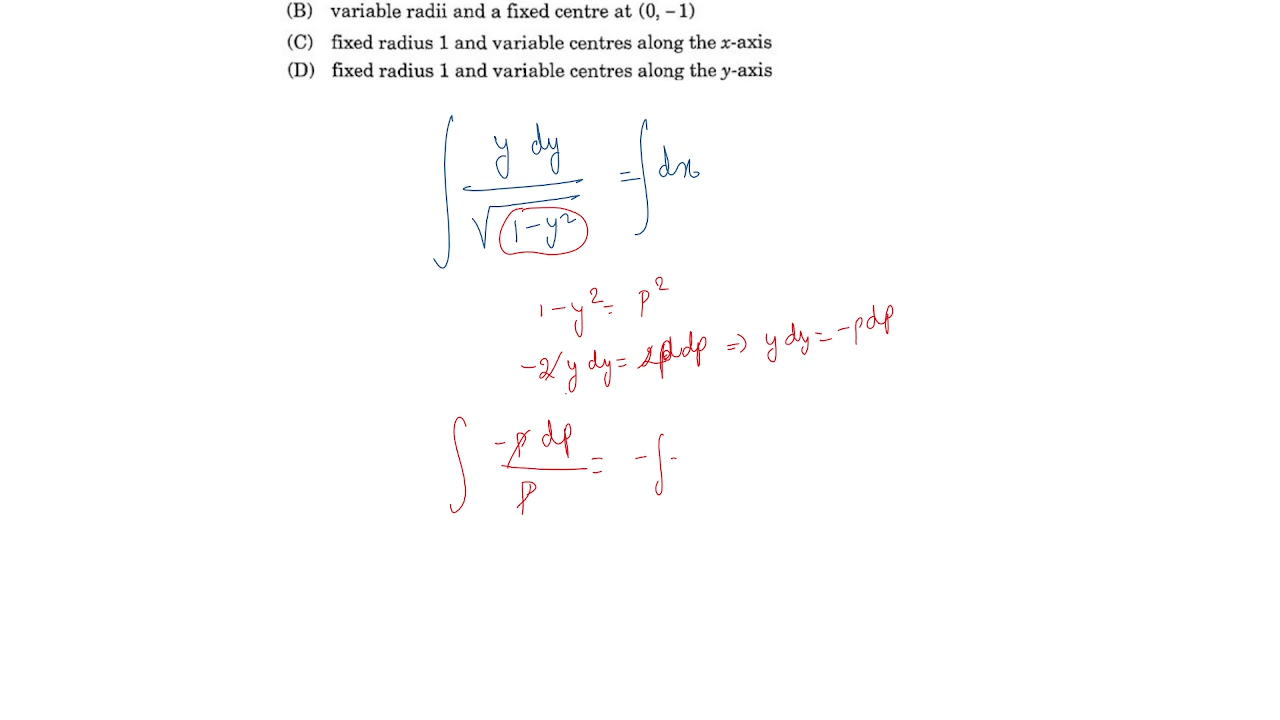 (B) variable radii and a fixed centre at (0, −1)
(C) fixed radius 1 and variable centres along the x-axis
(D) fixed radius 1 and variable centres along the y-axis
∫ y dy / √(1−y²) = ∫ dx
1−y² = p²
−2y dy = 2p dp ⇒ y dy = −p dp
∫ −p dp / p = −∫